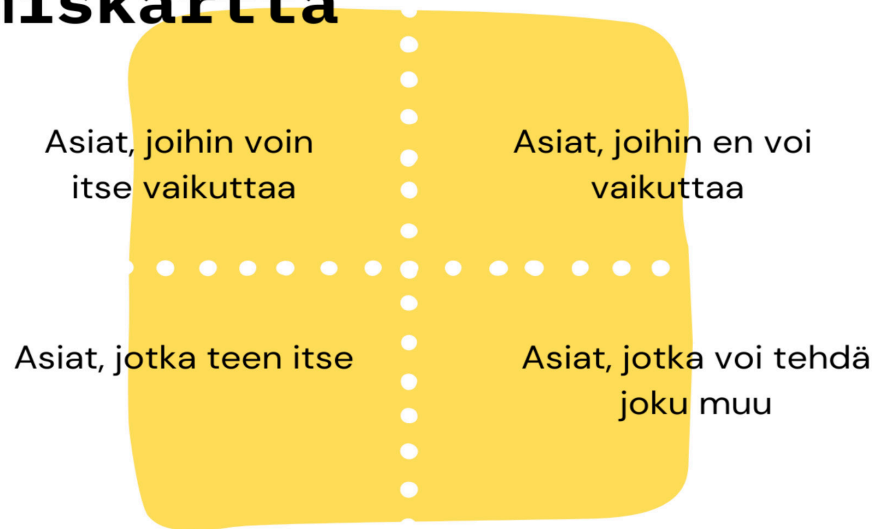 Asiat, joihin voin
itse vaikuttaa
Asiat, joihin en voi
vaikuttaa
Asiat, jotka teen itse
Asiat, jotka voi tehdä
joku muu